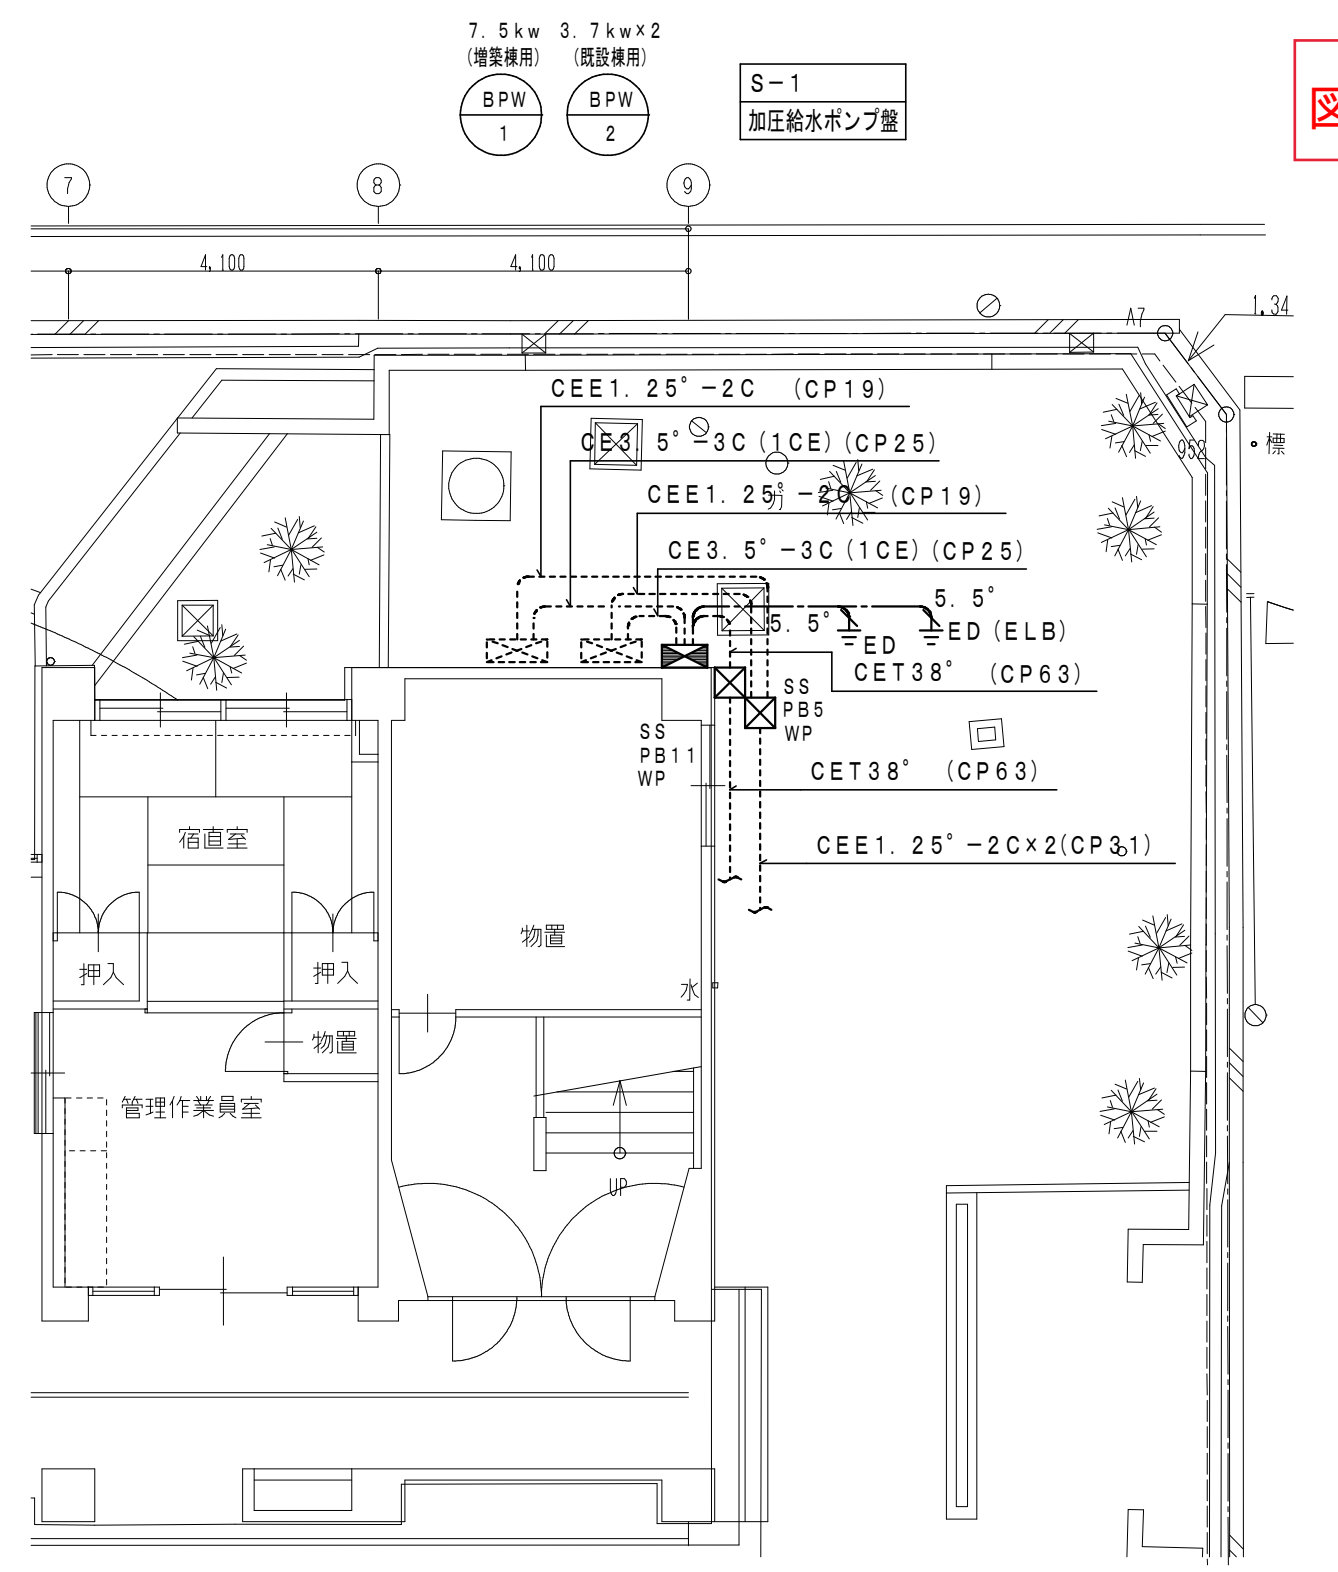 7.5kw 3.7kw×2
(増築棟用) (既設棟用)
BPW
1
BPW
2
S-1
加圧給水ポンプ盤
図
7
8
9
4,100
4,100
A7
1.34
CEE1.25°-2C (CP19)
CE3.5°-3C(1CE)(CP25)
952
標
CEE1.25°-2C (CP19)
ガ
CE3.5°-3C(1CE)(CP25)
5.5°
5.5°
ED
ED(ELB)
CET38° (CP63)
SS
PB5
WP
SS
PB11
WP
CET38° (CP63)
CEE1.25°-2C×2(CP31)
宿直室
物置
押入
押入
水
物置
管理作業員室
UP